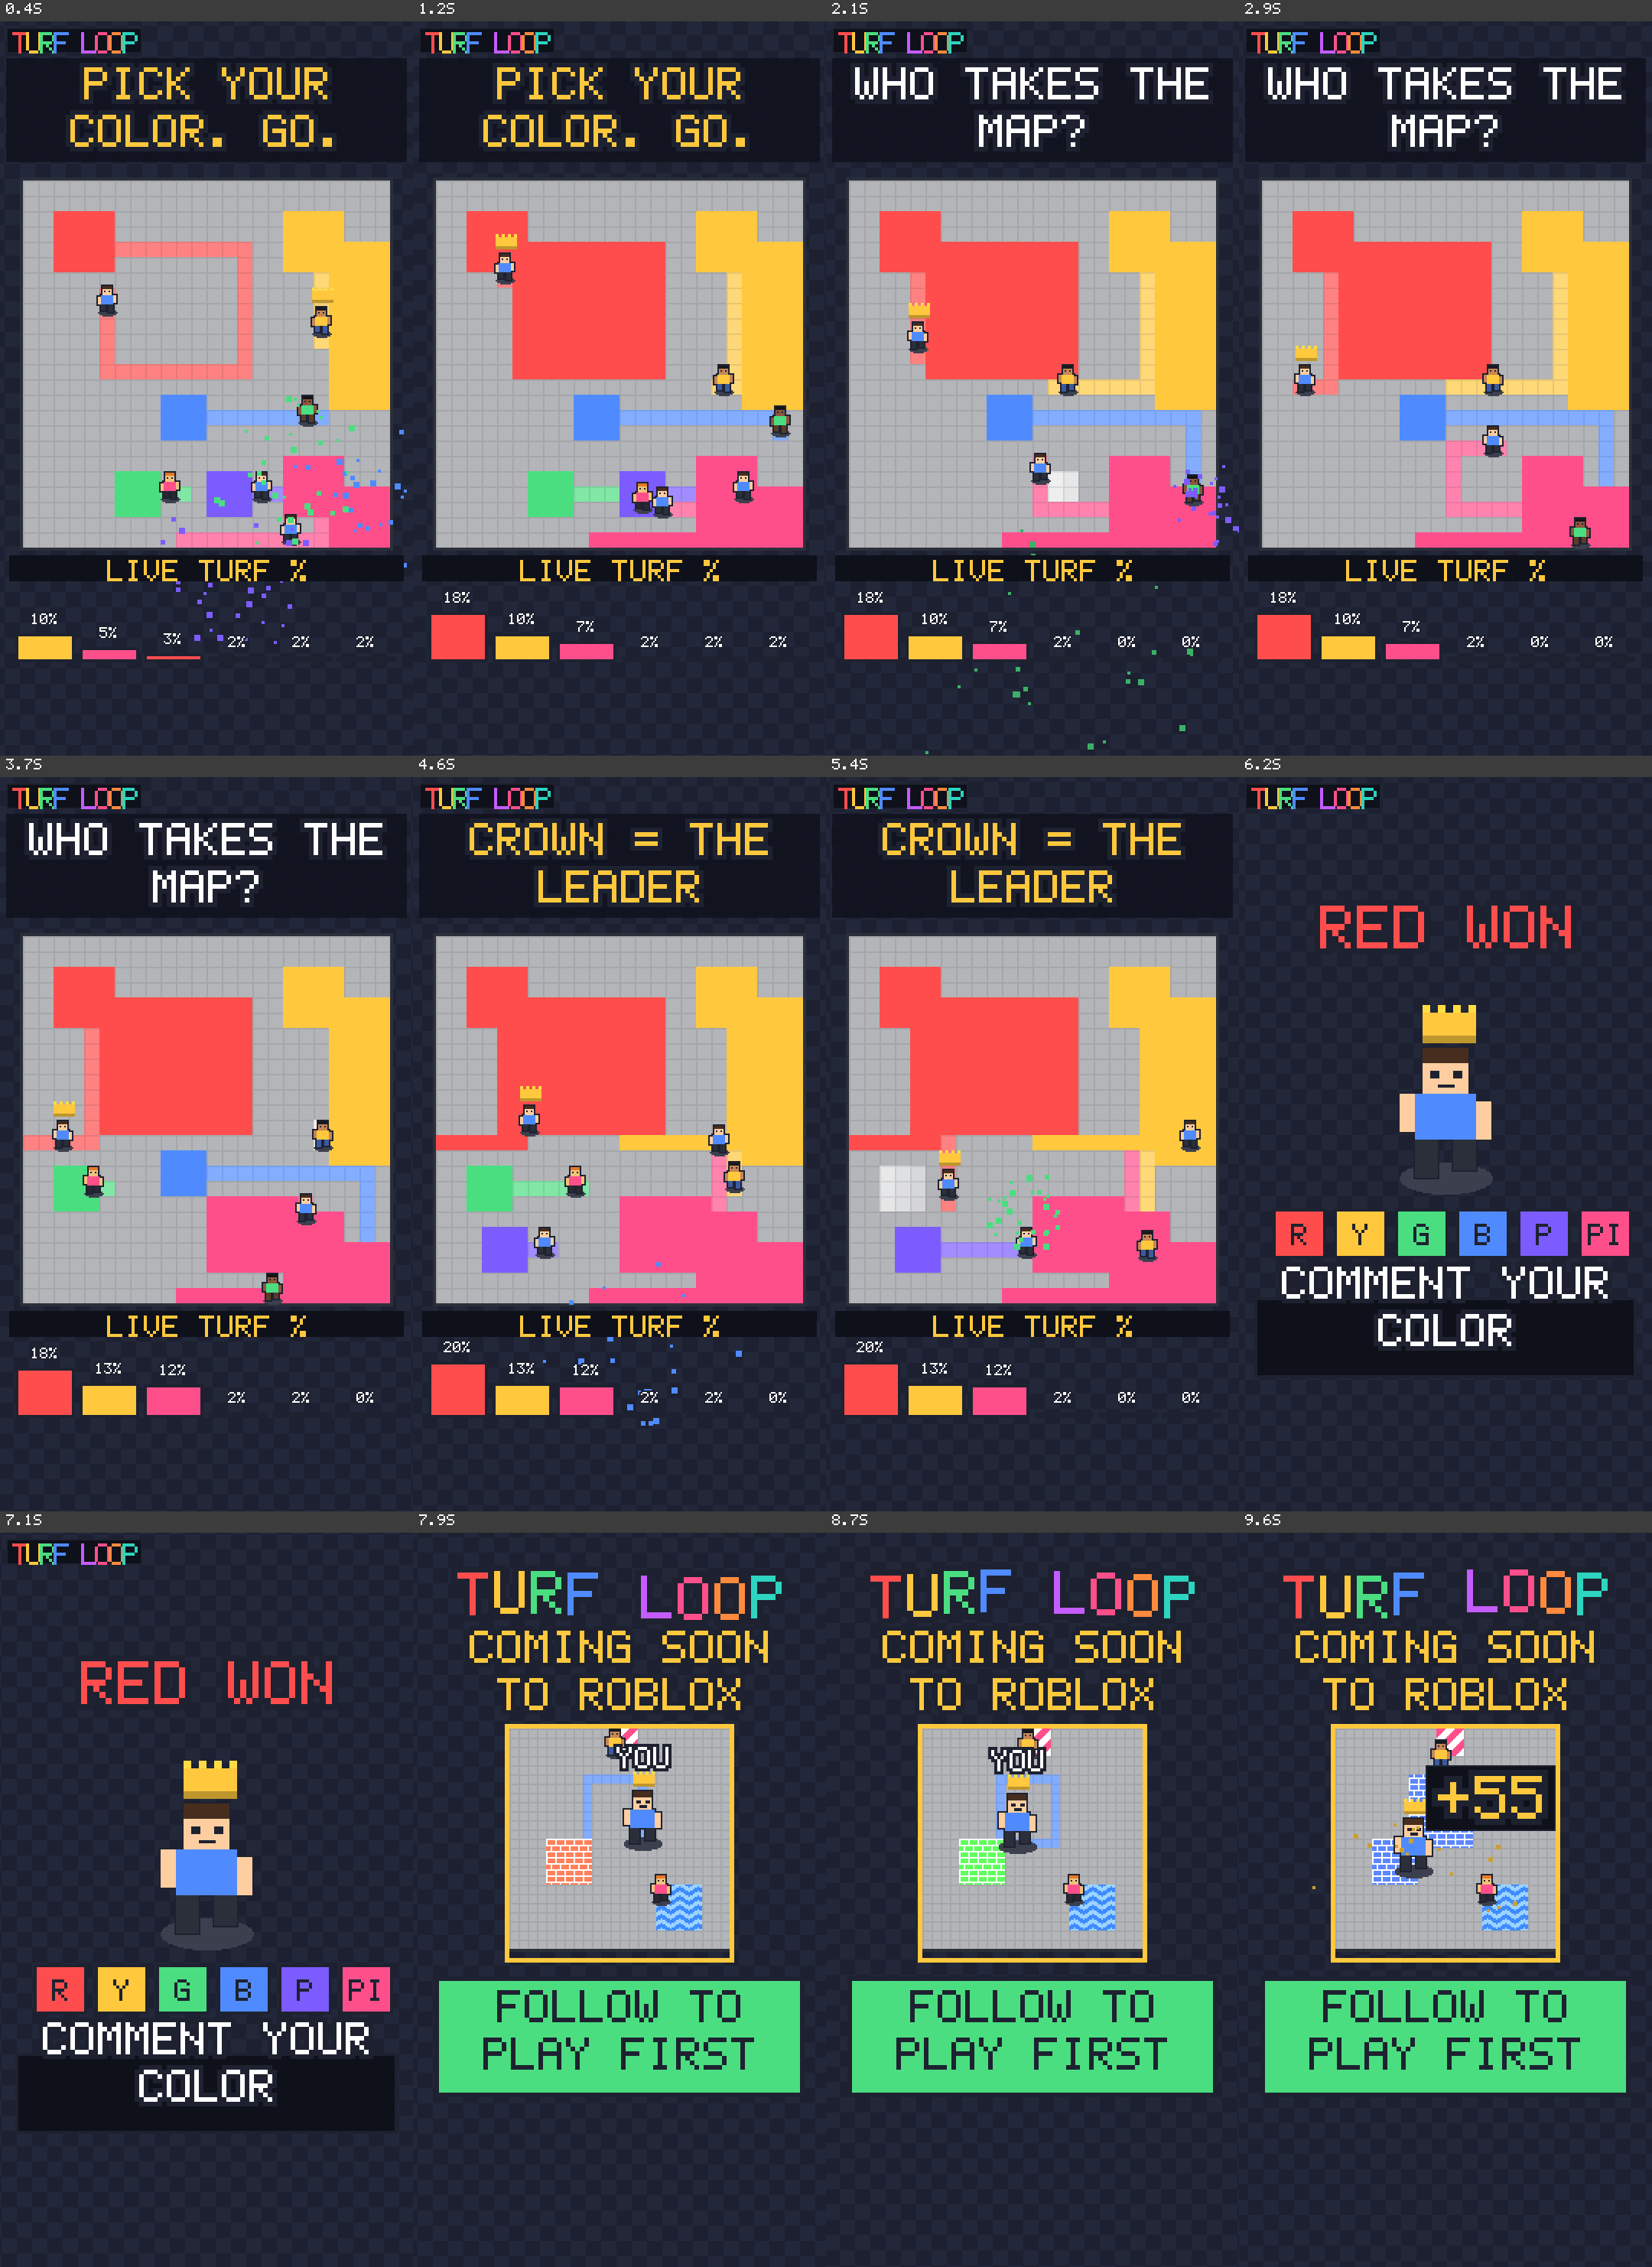 0.4S
TURF LOOP
PICK YOUR
COLOR. GO.
LIVE TURF %
10% 5% 3% 2% 2% 2%
1.2S
TURF LOOP
PICK YOUR
COLOR. GO.
LIVE TURF %
18% 10% 7% 2% 2% 2%
2.1S
TURF LOOP
WHO TAKES THE
MAP?
LIVE TURF %
18% 10% 7% 2% 0% 0%
2.9S
TURF LOOP
WHO TAKES THE
MAP?
LIVE TURF %
18% 10% 7% 2% 0% 0%
3.7S
TURF LOOP
WHO TAKES THE
MAP?
LIVE TURF %
18% 13% 12% 2% 2% 0%
4.6S
TURF LOOP
CROWN = THE
LEADER
LIVE TURF %
20% 13% 12% 2% 2% 0%
5.4S
TURF LOOP
CROWN = THE
LEADER
LIVE TURF %
20% 13% 12% 2% 0% 0%
6.2S
TURF LOOP
RED WON
R Y G B P PI
COMMENT YOUR
COLOR
7.1S
TURF LOOP
RED WON
R Y G B P PI
COMMENT YOUR
COLOR
7.9S
TURF LOOP
COMING SOON
TO ROBLOX
YOU
FOLLOW TO
PLAY FIRST
8.7S
TURF LOOP
COMING SOON
TO ROBLOX
YOU
FOLLOW TO
PLAY FIRST
9.6S
TURF LOOP
COMING SOON
TO ROBLOX
+55
FOLLOW TO
PLAY FIRST